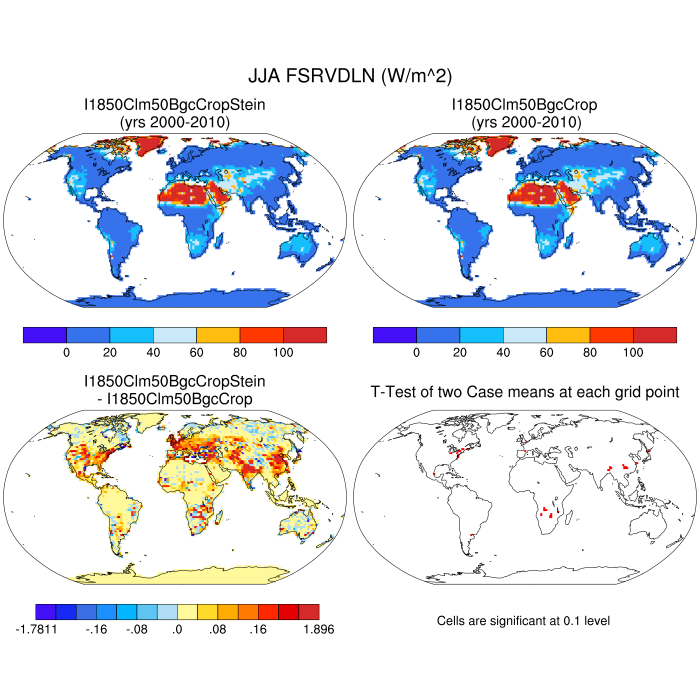 JJA FSRVDLN (W/m^2)
I1850Clm50BgcCropStein
(yrs 2000-2010)
I1850Clm50BgcCrop
(yrs 2000-2010)
0 20 40 60 80 100
0 20 40 60 80 100
I1850Clm50BgcCropStein
- I1850Clm50BgcCrop
T-Test of two Case means at each grid point
-1.7811 -.16 -.08 .0 .08 .16 1.896
Cells are significant at 0.1 level